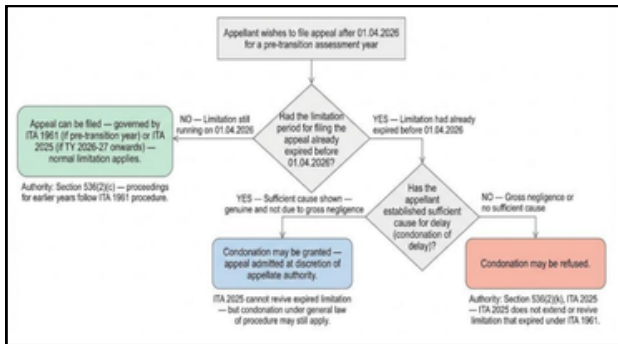 Appellant wishes to file appeal after 01.04.2026
for a pre-transition assessment year
Had the limitation
period for filing the
appeal already
expired before
01.04.2026?
NO — Limitation still
running on 01.04.2026
YES — Limitation had already
expired before 01.04.2026
Appeal can be filed — governed by
ITA 1961 (if pre-transition year) or ITA
2025 (if TY 2026-27 onwards) —
normal limitation applies.
Authority: Section 536(2)(c) — proceedings
for earlier years follow ITA 1961 procedure.
Has the
appellant
established sufficient
cause for delay
(condonation of
delay)?
YES — Sufficient cause shown —
genuine and not due to gross negligence
NO — Gross negligence or
no sufficient cause
Condonation may be granted —
appeal admitted at discretion of
appellate authority.
ITA 2025 cannot revive expired limitation
— but condonation under general law
of procedure may still apply.
Condonation may be refused.
Authority: Section 536(2)(k), ITA 2025
— ITA 2025 does not extend or revive
limitation that expired under ITA 1961.